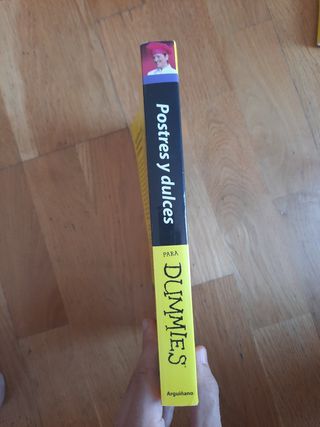 Postres y dulces
PARA
DUMMIES
Arguiñano